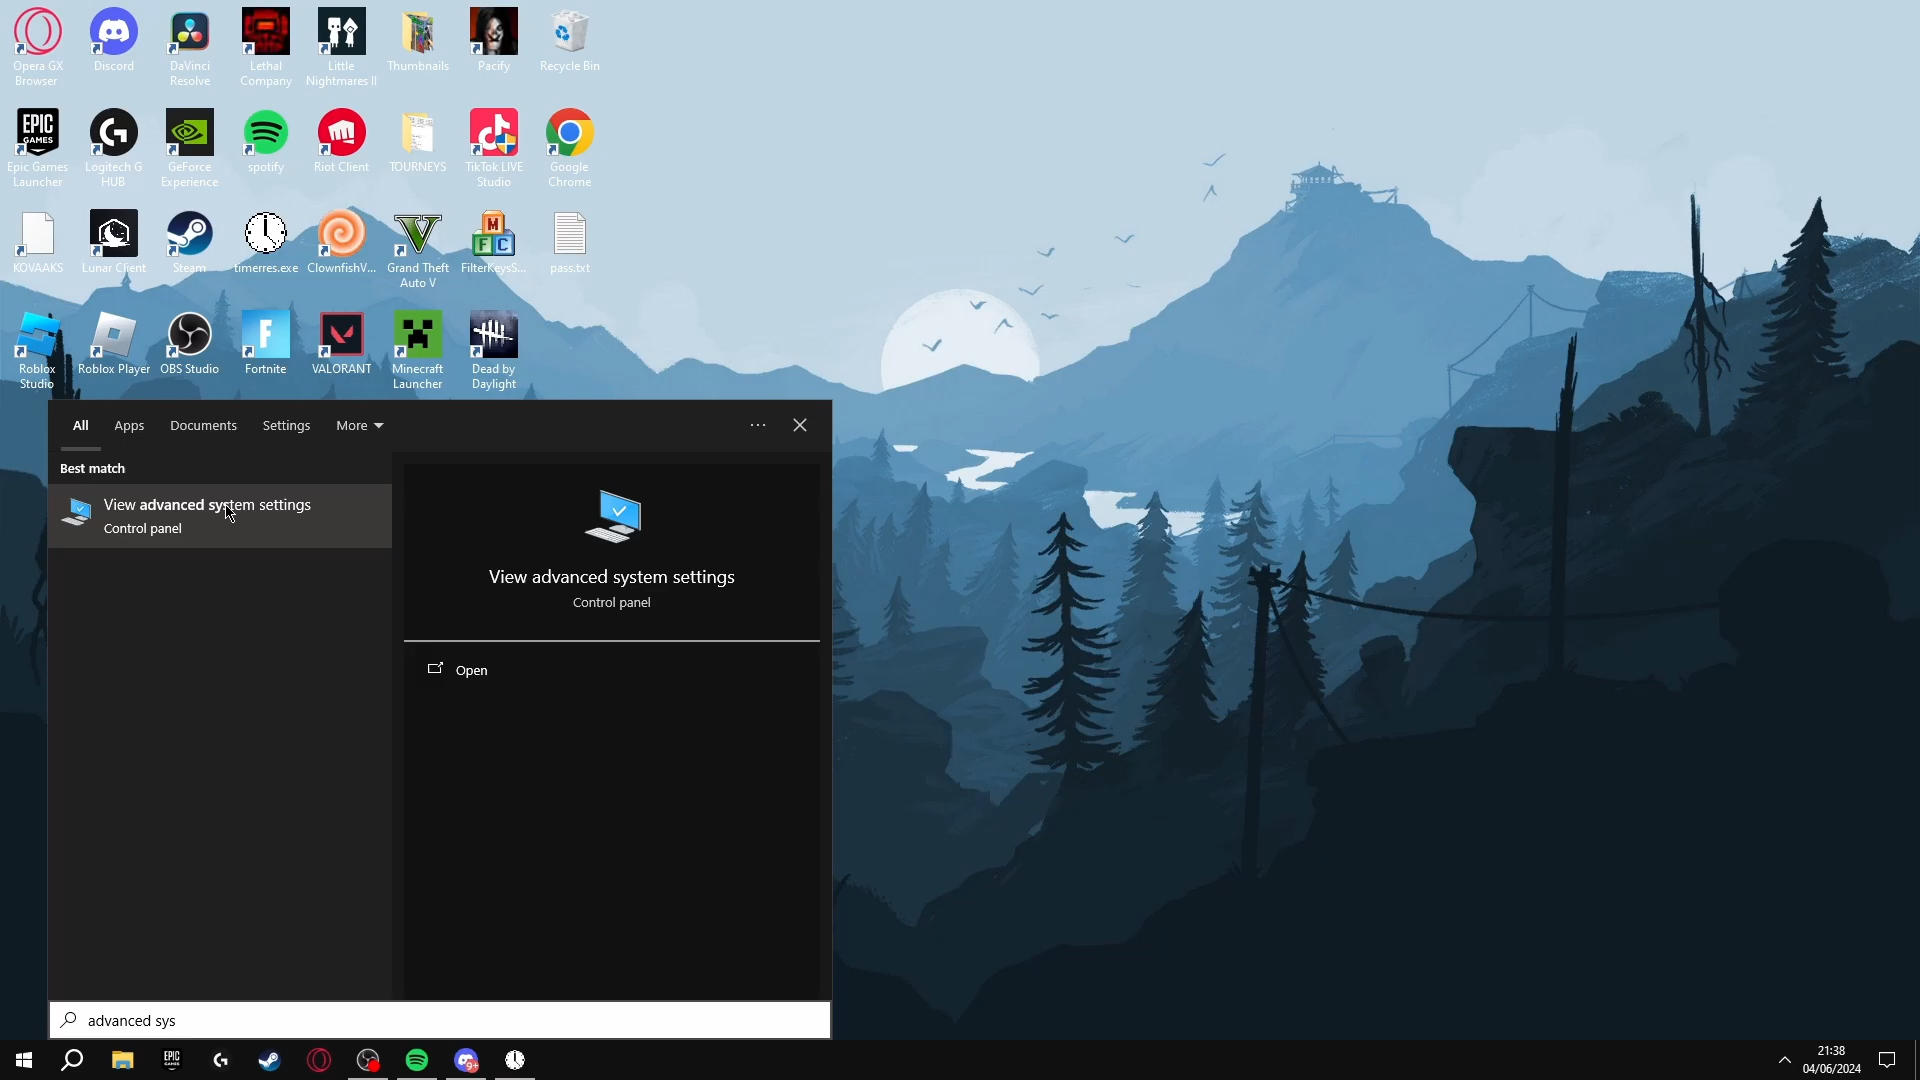 Opera GX
Browser
Discord
DaVinci
Resolve
Lethal
Company
Little
Nightmares II
Thumbnails
Pacify
Recycle Bin
EPIC
GAMES
Epic Games
Launcher
Logitech G
HUB
GeForce
Experience
spotify
Riot Client
TOURNEYS
TikTok LIVE
Studio
Google
Chrome
KOVAAKS
Lunar Client
Steam
timerres.exe
ClownfishV...
V
Grand Theft
Auto V
M
F C
FilterKeysS...
pass.txt
Roblox
Studio
Roblox Player
OBS Studio
F
Fortnite
VALORANT
Minecraft
Launcher
Dead by
Daylight
All
Apps
Documents
Settings
More
Best match
View advanced system settings
Control panel
View advanced system settings
Control panel
Open
advanced sys
EPIC
9+
21:38
04/06/2024